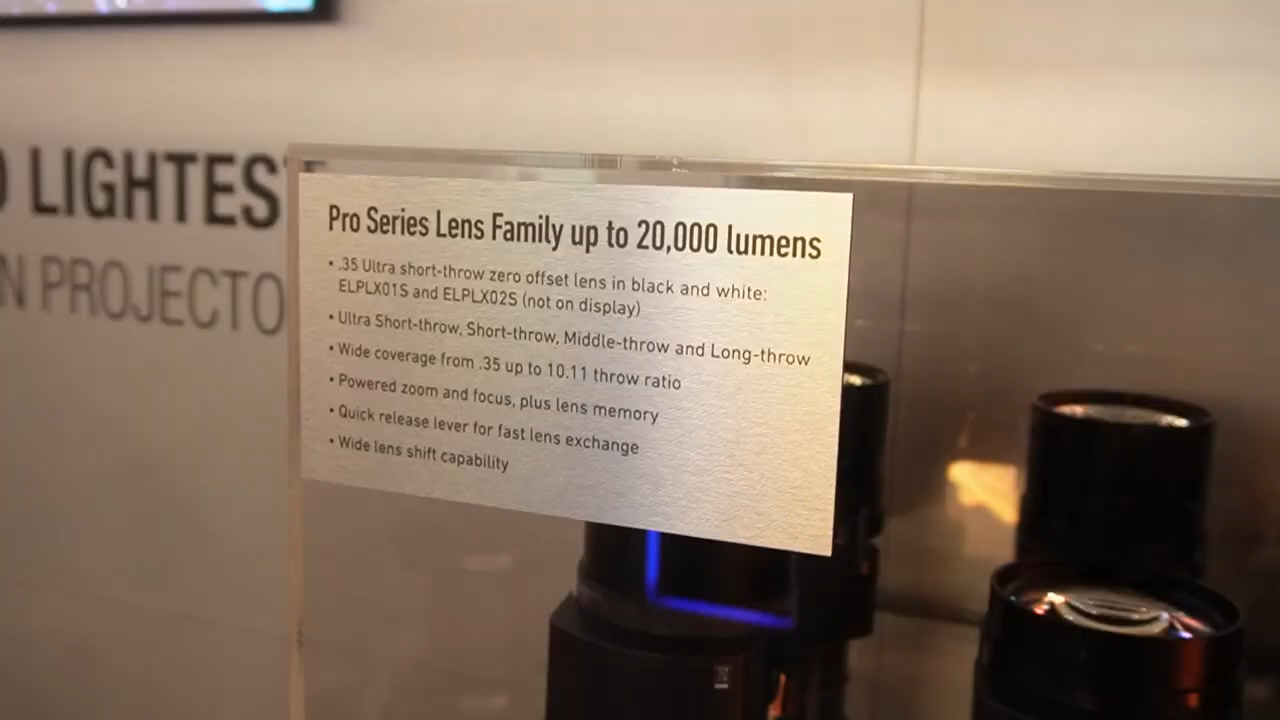 LIGHTEST
N PROJECTO
Pro Series Lens Family up to 20,000 lumens
• .35 Ultra short-throw zero offset lens in black and white:
ELPLX01S and ELPLX02S (not on display)
• Ultra Short-throw, Short-throw, Middle-throw and Long-throw
• Wide coverage from .35 up to 10.11 throw ratio
• Powered zoom and focus, plus lens memory
• Quick release lever for fast lens exchange
• Wide lens shift capability